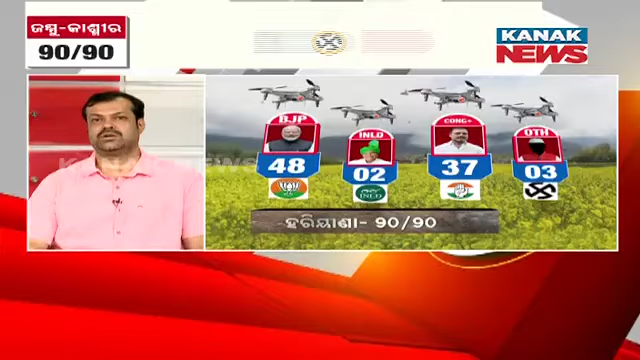 ଜମ୍ମୁ-କାଶ୍ମୀର
90/90
KANAK
NEWS
BJP
48
INLD
02
INLD
CONG+
37
OTH
03
ହରିୟାଣା- 90/90